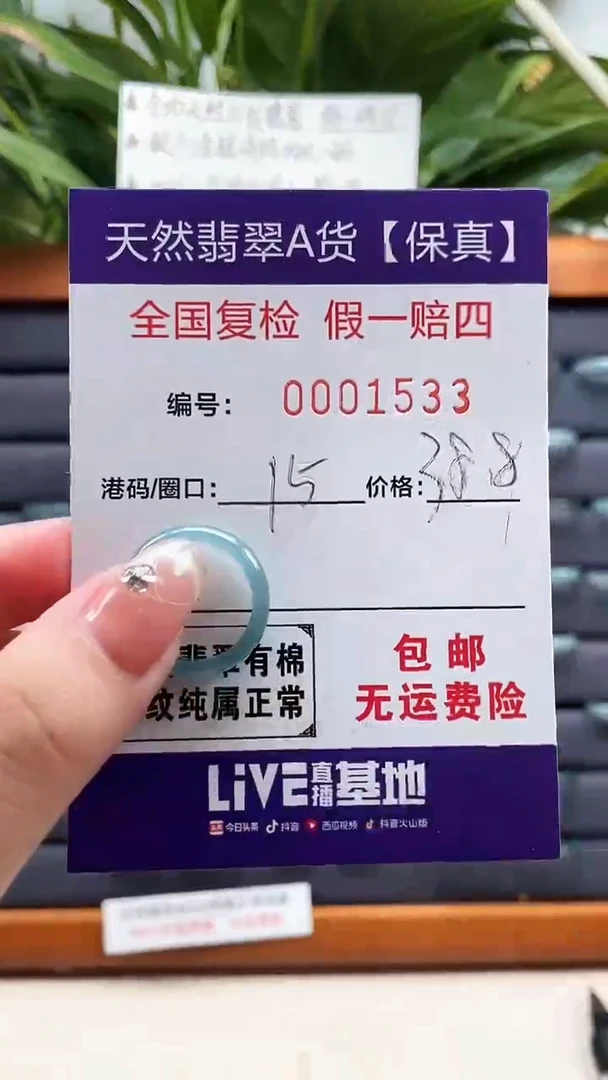 天然翡翠A货【保真】
全国复检 假一赔四
编号： 0001533
港码/圈口： 15 价格： 388
翡翠有棉
纹纯属正常
包邮
无运费险
LiVE直播基地
今日头条 抖音 西瓜视频 抖音火山版